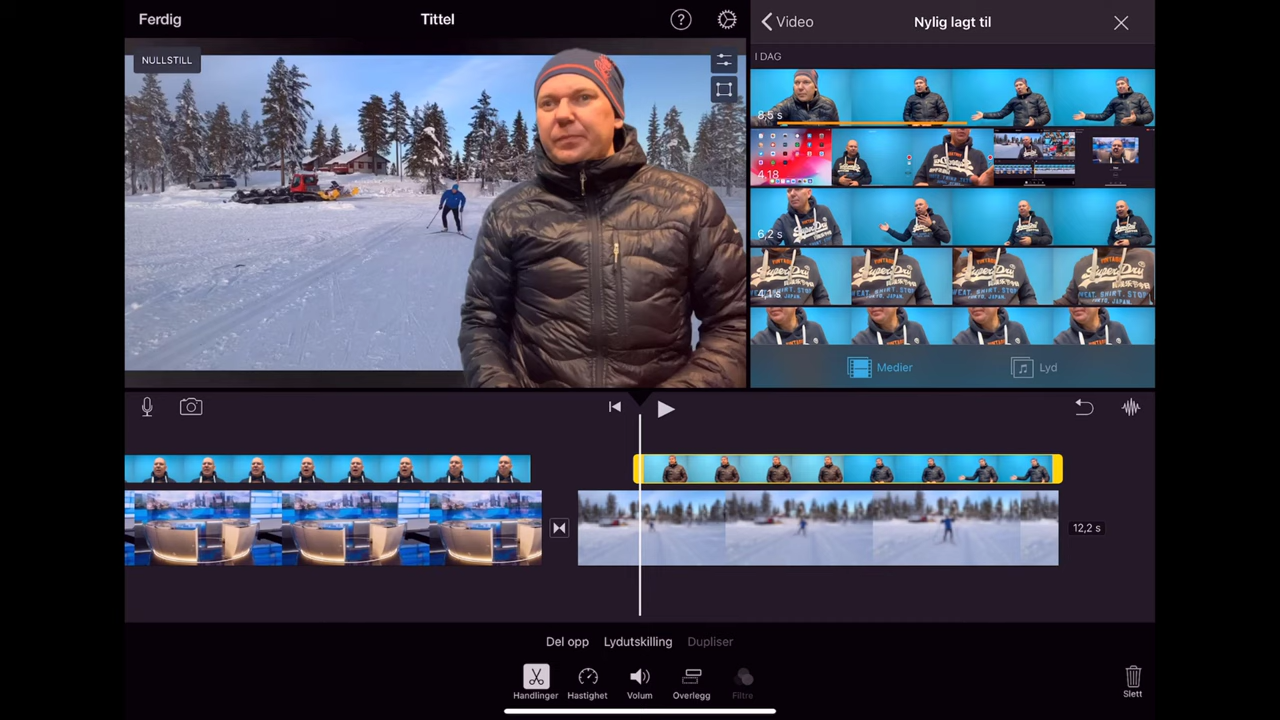 Ferdig
Tittel
?
Video
Nylig lagt til
NULLSTILL
I DAG
8,5 s
4.18
6,2 s
4,1 s
SUPERDRY
Medier
Lyd
12,2 s
Del opp
Lydutskilling
Dupliser
Handlinger
Hastighet
Volum
Overlegg
Filtre
Slett